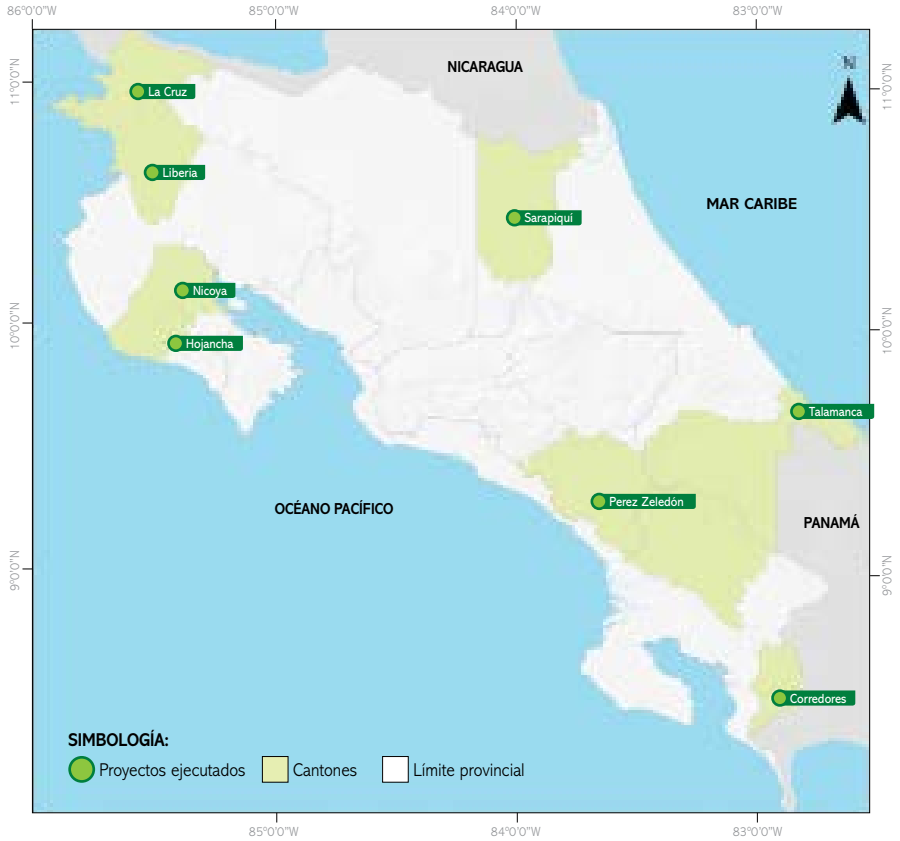 86°0'0"W
85°0'0"W
84°0'0"W
83°0'0"W
11°0'0"N
11°0'0"N
NICARAGUA
N
La Cruz
Liberia
MAR CARIBE
Sarapiquí
Nicoya
10°0'0"N
10°0'0"N
Hojancha
Talamanca
Perez Zeledón
OCÉANO PACÍFICO
PANAMÁ
9°0'0"N
9°0'0"N
Corredores
SIMBOLOGÍA:
Proyectos ejecutados
Cantones
Límite provincial
85°0'0"W
84°0'0"W
83°0'0"W